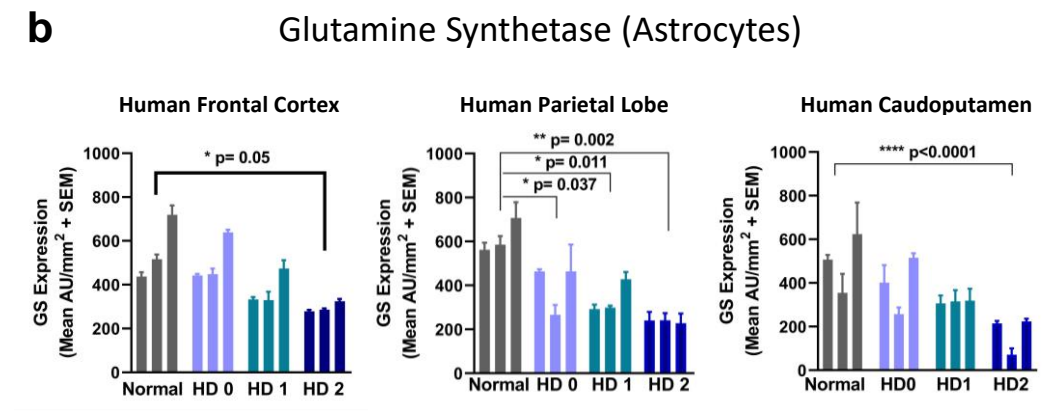 b
Glutamine Synthetase (Astrocytes)
Human Frontal Cortex
GS Expression
(Mean AU/mm² + SEM)
1000
800
600
400
200
0
* p= 0.05
Normal HD 0 HD 1 HD 2
Human Parietal Lobe
GS Expression
(Mean AU/mm² + SEM)
1000
800
600
400
200
0
** p= 0.002
* p= 0.011
* p= 0.037
Normal HD 0 HD 1 HD 2
Human Caudoputamen
GS Expression
(Mean AU/mm² + SEM)
1000
800
600
400
200
0
**** p<0.0001
Normal HD0 HD1 HD2